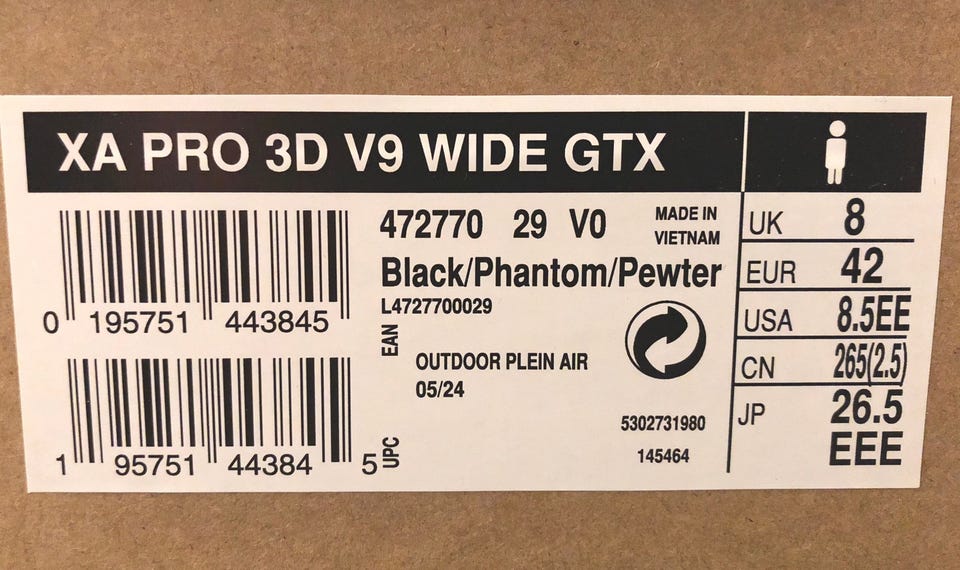 XA PRO 3D V9 WIDE GTX
0 195751 443845
1 95751 44384 5
EAN
UPC
472770 29 V0
MADE IN
VIETNAM
Black/Phantom/Pewter
L4727700029
OUTDOOR PLEIN AIR
05/24
5302731980
145464
UK 8
EUR 42
USA 8.5EE
CN 265(2.5)
JP 26.5
EEE